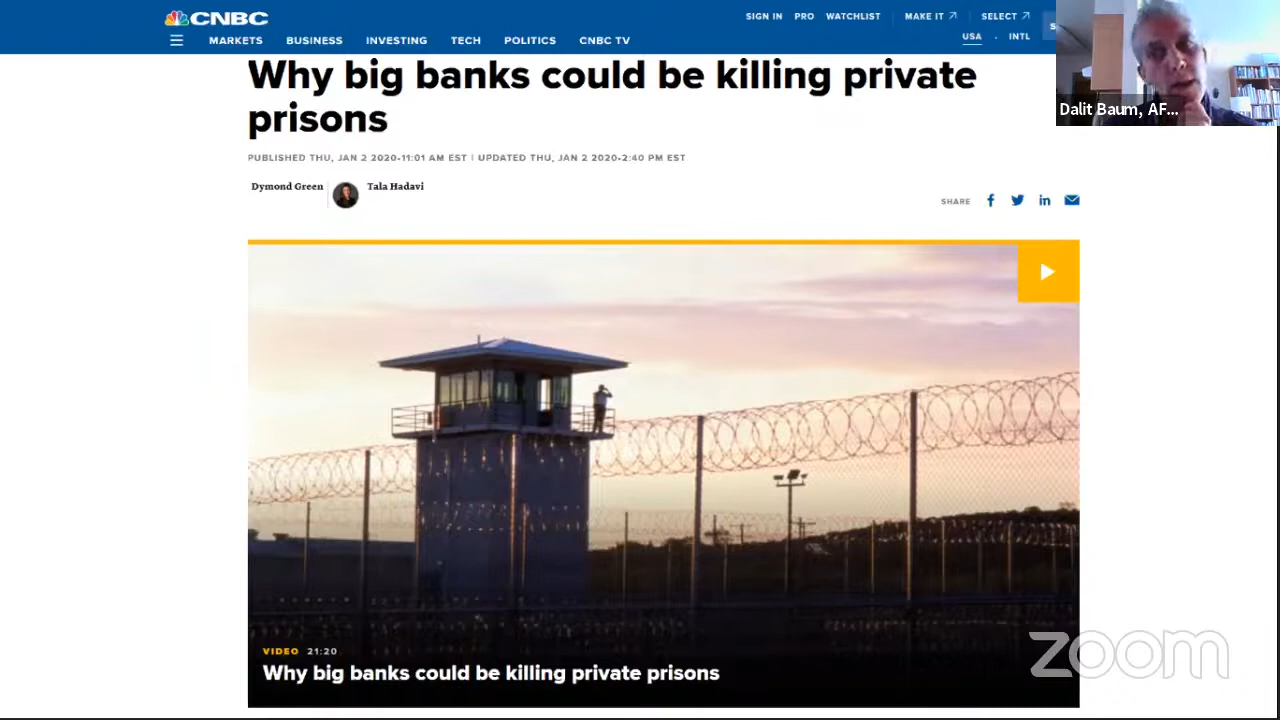 CNBC
SIGN IN PRO WATCHLIST MAKE IT SELECT
USA · INTL
MARKETS BUSINESS INVESTING TECH POLITICS CNBC TV
Dalit Baum, AF...
Why big banks could be killing private
prisons
PUBLISHED THU, JAN 2 2020•11:01 AM EST | UPDATED THU, JAN 2 2020•2:40 PM EST
Dymond Green Tala Hadavi
SHARE
VIDEO 21:20
Why big banks could be killing private prisons
zoom